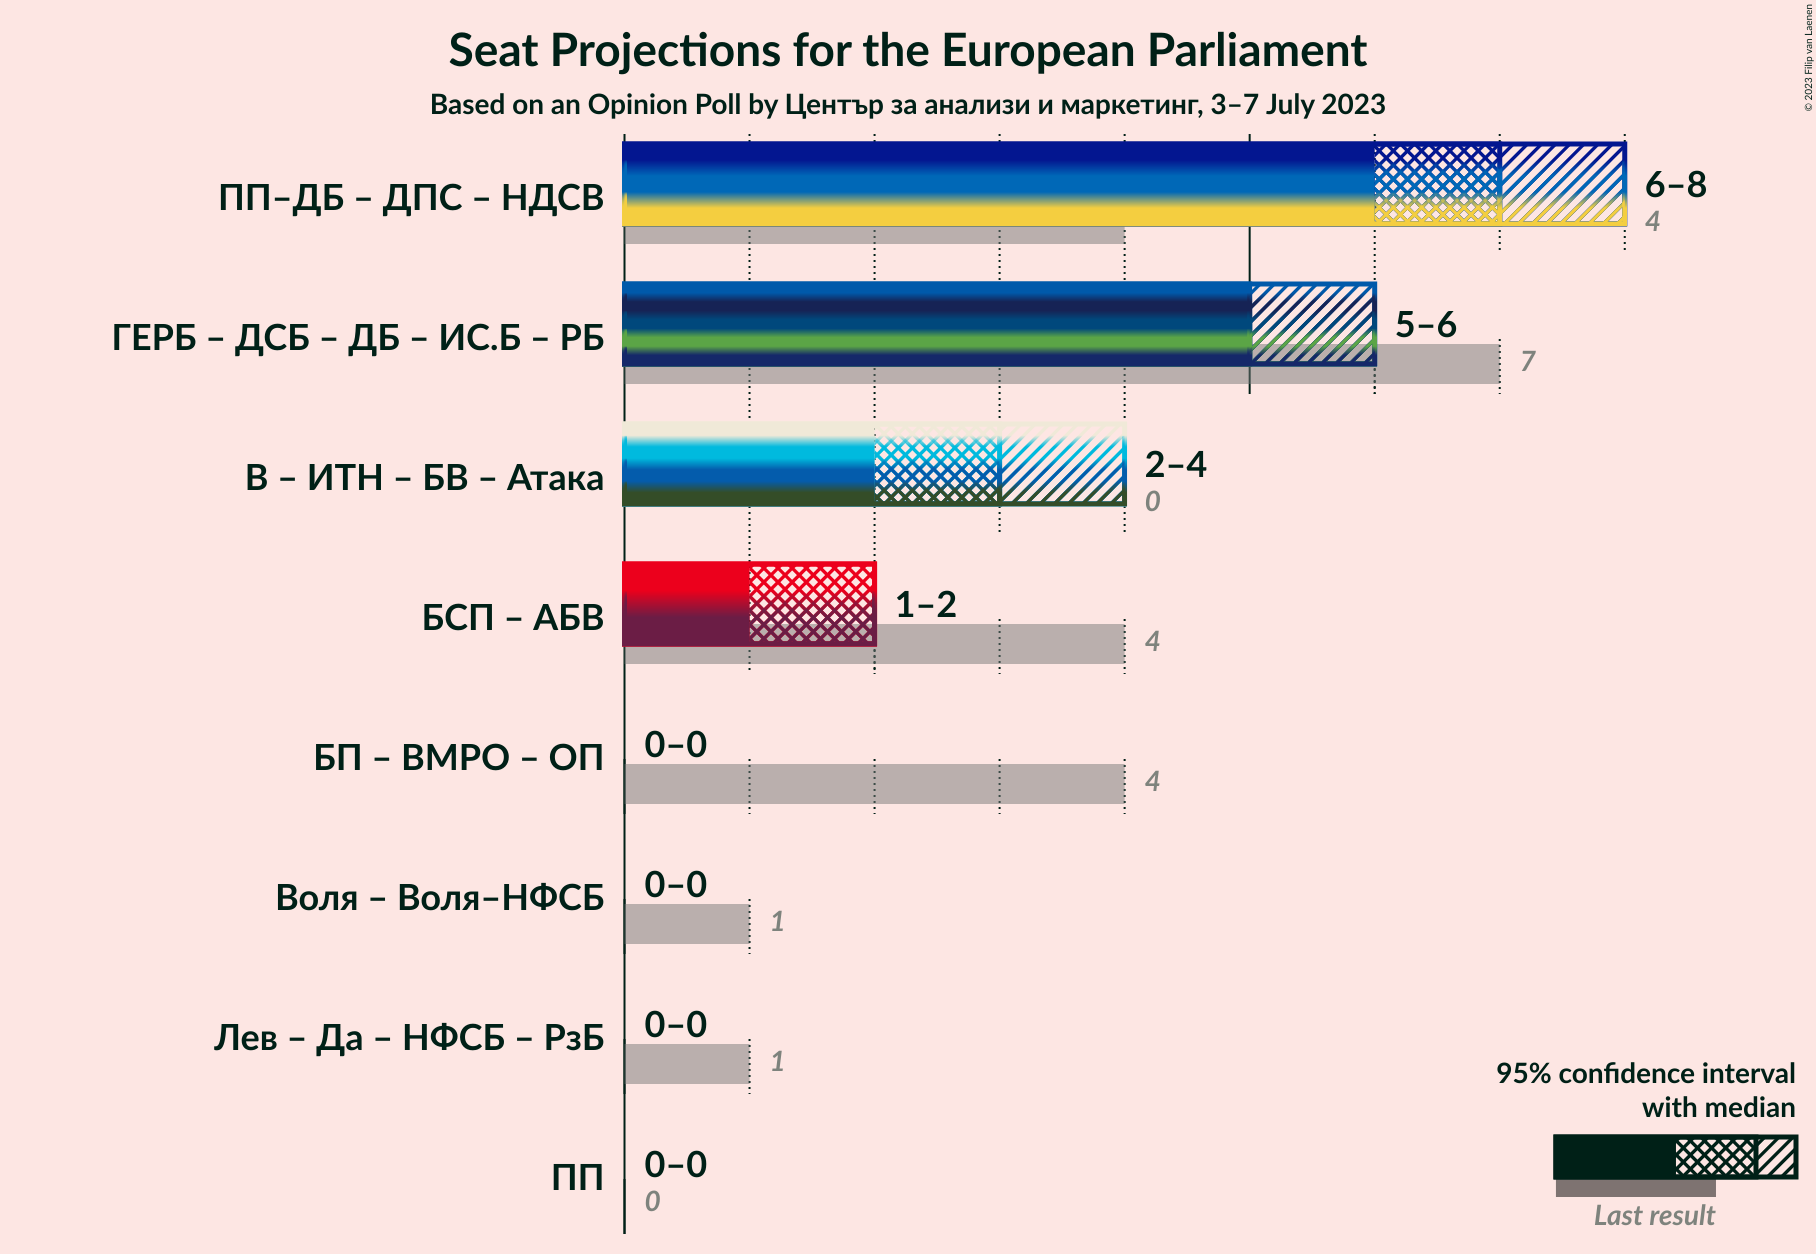 Seat Projections for the European Parliament
Based on an Opinion Poll by Център за анализи и маркетинг, 3–7 July 2023
© 2023 Filip van Laenen
ПП–ДБ – ДПС – НДСВ
6–8
4
ГЕРБ – ДСБ – ДБ – ИС.Б – РБ
5–6
7
В – ИТН – БВ – Атака
2–4
0
БСП – АБВ
1–2
4
БП – ВМРО – ОП
0–0
4
Воля – Воля–НФСБ
0–0
1
Лев – Да – НФСБ – РзБ
0–0
1
ПП
0–0
0
95% confidence interval
with median
Last result